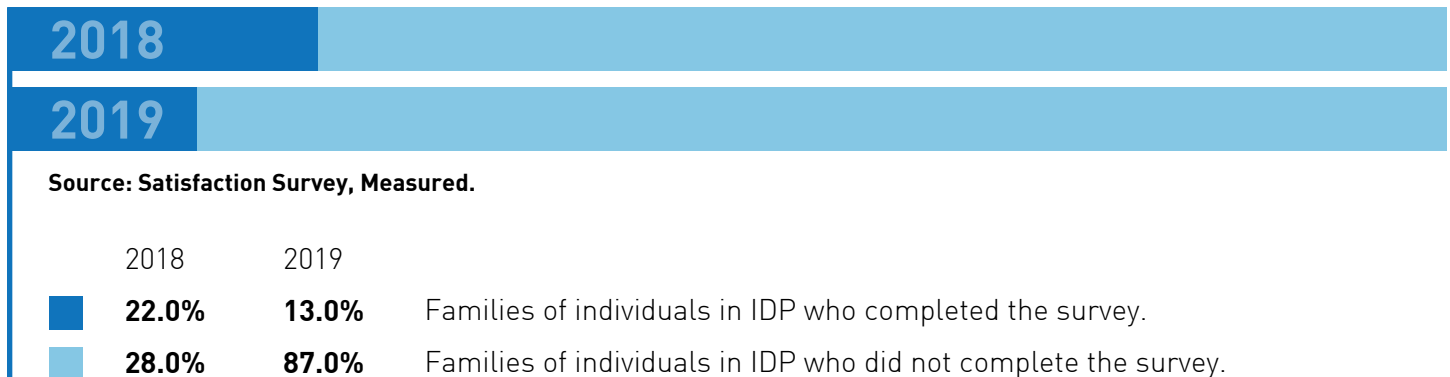 2018
2019
Source: Satisfaction Survey, Measured.
2018 2019
22.0% 13.0% Families of individuals in IDP who completed the survey.
28.0% 87.0% Families of individuals in IDP who did not complete the survey.